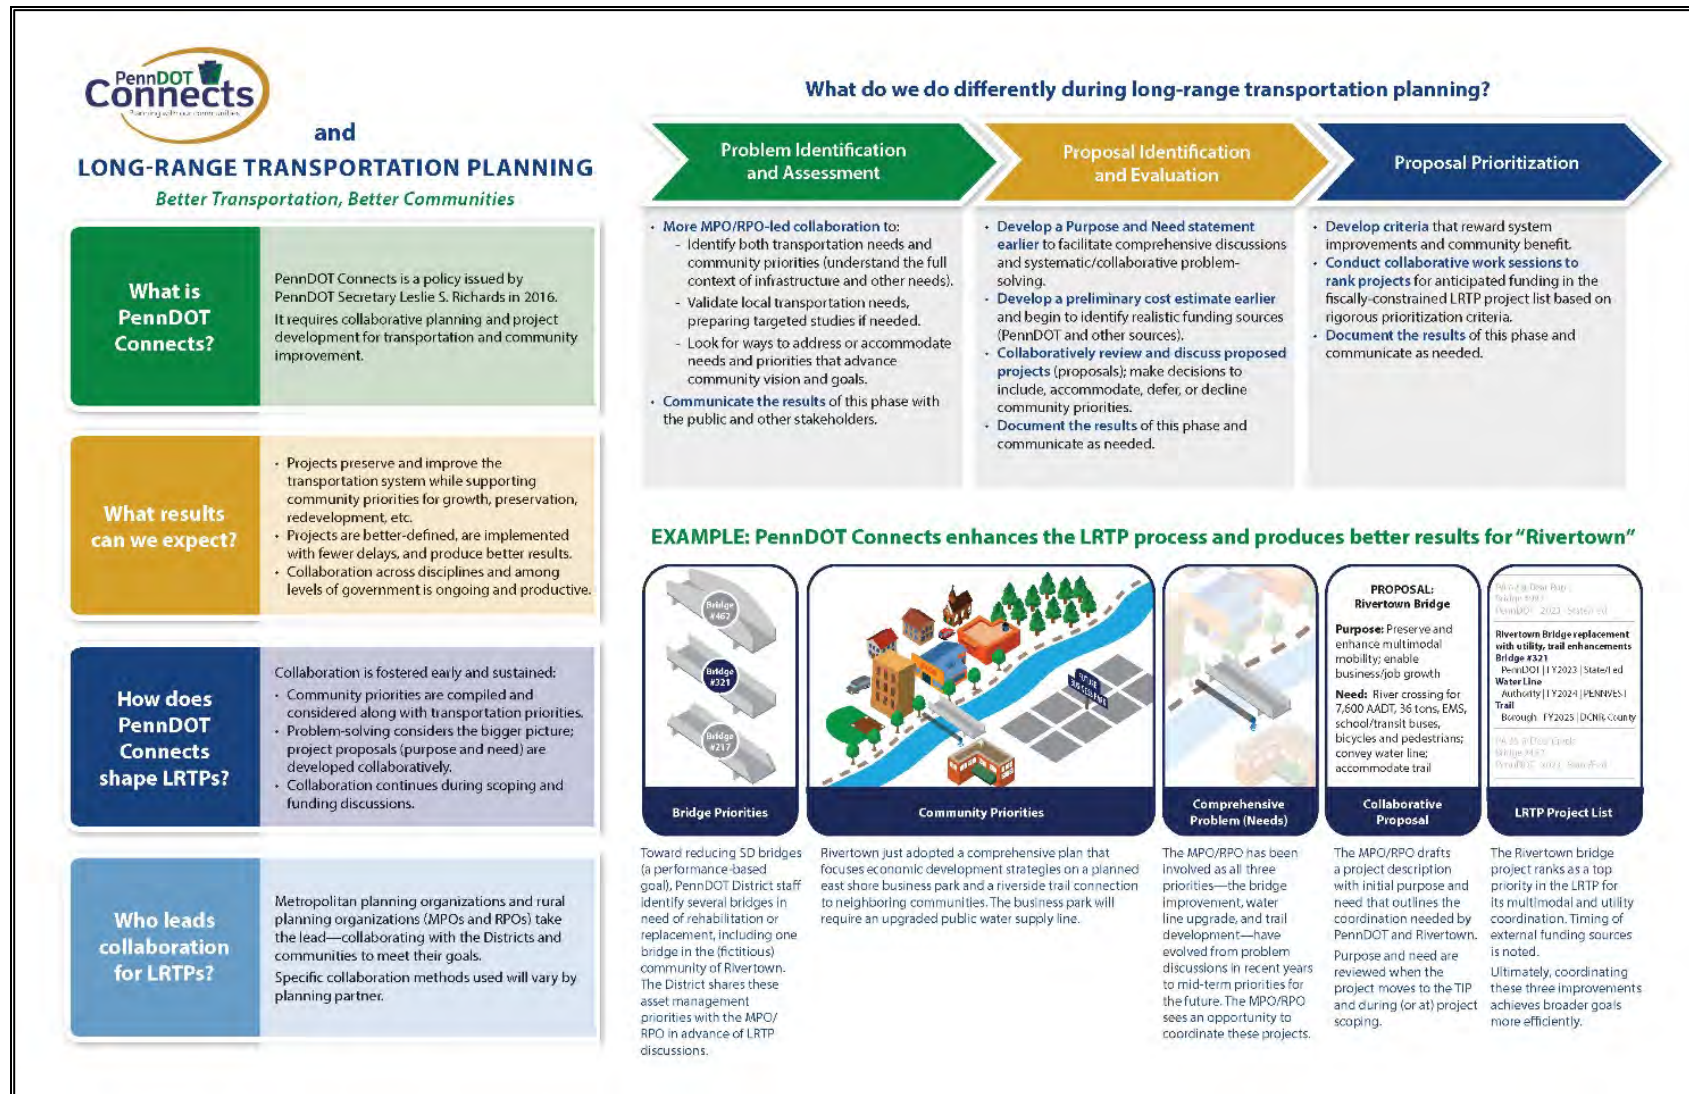 PennDOT
Connects
Planning with our communities
and
LONG-RANGE TRANSPORTATION PLANNING
Better Transportation, Better Communities
What is
PennDOT
Connects?
PennDOT Connects is a policy issued by
PennDOT Secretary Leslie S. Richards in 2016.
It requires collaborative planning and project
development for transportation and community
improvement.
What results
can we expect?
• Projects preserve and improve the
transportation system while supporting
community priorities for growth, preservation,
redevelopment, etc.
• Projects are better-defined, are implemented
with fewer delays, and produce better results.
• Collaboration across disciplines and among
levels of government is ongoing and productive.
How does
PennDOT
Connects
shape LRTPs?
Collaboration is fostered early and sustained:
• Community priorities are compiled and
considered along with transportation priorities.
• Problem-solving considers the bigger picture;
project proposals (purpose and need) are
developed collaboratively.
• Collaboration continues during scoping and
funding discussions.
Who leads
collaboration
for LRTPs?
Metropolitan planning organizations and rural
planning organizations (MPOs and RPOs) take
the lead—collaborating with the Districts and
communities to meet their goals.
Specific collaboration methods used will vary by
planning partner.
What do we do differently during long-range transportation planning?
Problem Identification
and Assessment
• More MPO/RPO-led collaboration to:
- Identify both transportation needs and
community priorities (understand the full
context of infrastructure and other needs).
- Validate local transportation needs,
preparing targeted studies if needed.
- Look for ways to address or accommodate
needs and priorities that advance
community vision and goals.
• Communicate the results of this phase with
the public and other stakeholders.
Proposal Identification
and Evaluation
• Develop a Purpose and Need statement
earlier to facilitate comprehensive discussions
and systematic/collaborative problem-
solving.
• Develop a preliminary cost estimate earlier
and begin to identify realistic funding sources
(PennDOT and other sources).
• Collaboratively review and discuss proposed
projects (proposals); make decisions to
include, accommodate, defer, or decline
community priorities.
• Document the results of this phase and
communicate as needed.
Proposal Prioritization
• Develop criteria that reward system
improvements and community benefit.
• Conduct collaborative work sessions to
rank projects for anticipated funding in the
fiscally-constrained LRTP project list based on
rigorous prioritization criteria.
• Document the results of this phase and
communicate as needed.
EXAMPLE: PennDOT Connects enhances the LRTP process and produces better results for "Rivertown"
Bridge
#462
Bridge
#321
Bridge
#217
Bridge Priorities
Toward reducing SD bridges
(a performance-based
goal), PennDOT District staff
identify several bridges in
need of rehabilitation or
replacement, including one
bridge in the (fictitious)
community of Rivertown.
The District shares these
asset management
priorities with the MPO/
RPO in advance of LRTP
discussions.
FUTURE
BUSINESS PARK
Community Priorities
Rivertown just adopted a comprehensive plan that
focuses economic development strategies on a planned
east shore business park and a riverside trail connection
to neighboring communities. The business park will
require an upgraded public water supply line.
Comprehensive
Problem (Needs)
The MPO/RPO has been
involved as all three
priorities—the bridge
improvement, water
line upgrade, and trail
development—have
evolved from problem
discussions in recent years
to mid-term priorities for
the future. The MPO/RPO
sees an opportunity to
coordinate these projects.
PROPOSAL:
Rivertown Bridge
Purpose: Preserve and
enhance multimodal
mobility; enable
business/job growth
Need: River crossing for
7,600 AADT, 36 tons, EMS,
school/transit buses,
bicycles and pedestrians;
convey water line;
accommodate trail
Collaborative
Proposal
The MPO/RPO drafts
a project description
with initial purpose and
need that outlines the
coordination needed by
PennDOT and Rivertown.
Purpose and need are
reviewed when the
project moves to the TIP
and during (or at) project
scoping.
Rivertown Bridge replacement
with utility, trail enhancements
Bridge #321
PennDOT | FY2023 | State/Fed
Water Line
Authority | FY2024 | PENNVEST
Trail
Borough FY2025 | DCNR, County
LRTP Project List
The Rivertown bridge
project ranks as a top
priority in the LRTP for
its multimodal and utility
coordination. Timing of
external funding sources
is noted.
Ultimately, coordinating
these three improvements
achieves broader goals
more efficiently.